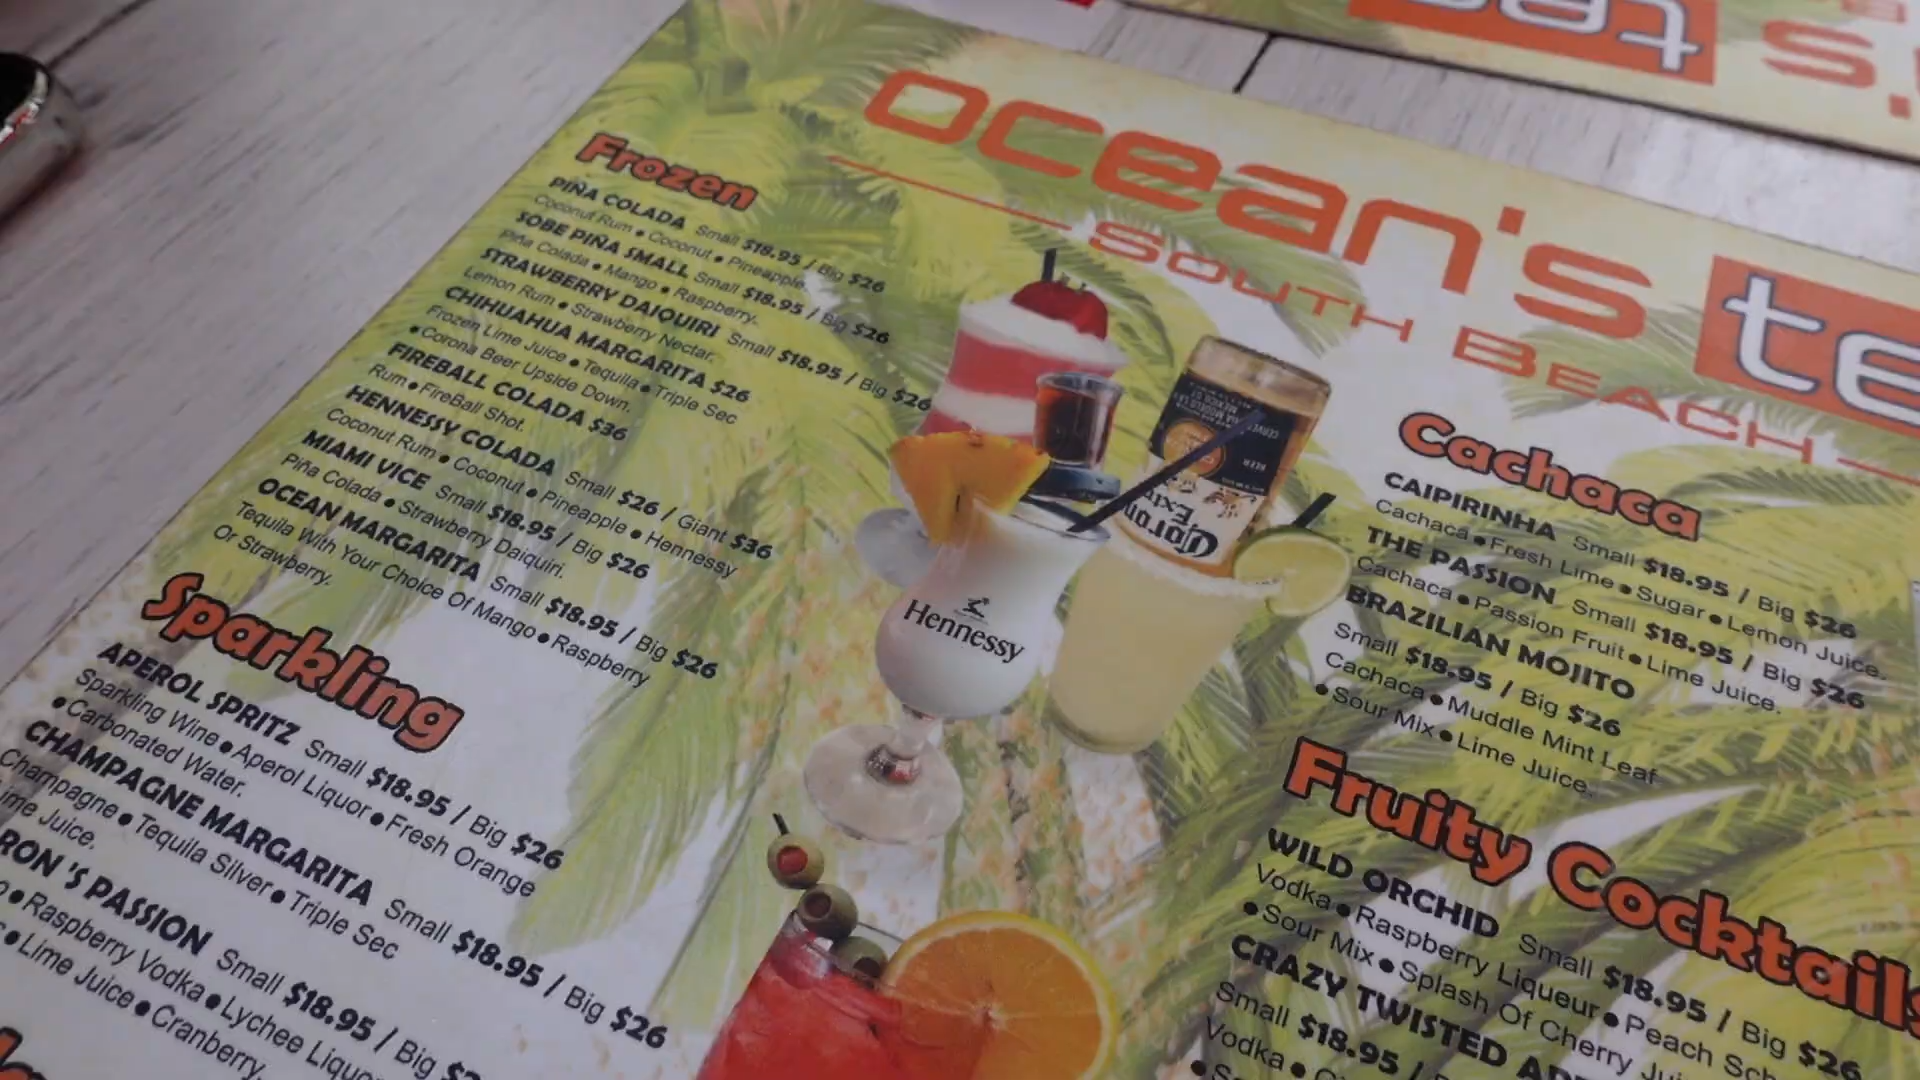 ocean's te
SOUTH BEACH
Frozen
PIÑA COLADA Small $18.95 / Big $26
Coconut Rum • Coconut • Pineapple.
SOBE PIÑA SMALL Small $18.95 / Big $26
Piña Colada • Mango • Raspberry.
STRAWBERRY DAIQUIRI Small $18.95 / Big $26
Lemon Rum • Strawberry Nectar.
CHIHUAHUA MARGARITA $26
Frozen Lime Juice • Tequila • Triple Sec
• Corona Beer Upside Down.
FIREBALL COLADA $36
Rum • FireBall Shot.
HENNESSY COLADA Small $26 / Giant $36
Coconut Rum • Coconut • Pineapple • Hennessy
MIAMI VICE Small $18.95 / Big $26
Piña Colada • Strawberry Daiquiri.
OCEAN MARGARITA Small $18.95 / Big $26
Tequila With Your Choice Of Mango • Raspberry
Or Strawberry.
Sparkling
APEROL SPRITZ Small $18.95 / Big $26
Sparkling Wine • Aperol Liquor • Fresh Orange
• Carbonated Water.
CHAMPAGNE MARGARITA Small $18.95 / Big $26
Champagne • Tequila Silver • Triple Sec
ime Juice.
RON 'S PASSION Small $18.95 / Big
• Raspberry Vodka • Lychee Liquo
• Lime Juice • Cranberry.
Hennessy
Corona
Extra
BEER
Cachaca
CAIPIRINHA Small $18.95 / Big $26
Cachaca • Fresh Lime • Sugar • Lemon Juice.
THE PASSION Small $18.95 / Big $26
Cachaca • Passion Fruit • Lime Juice.
BRAZILIAN MOJITO
Small $18.95 / Big $26
Cachaca • Muddle Mint Leaf
• Sour Mix • Lime Juice.
Fruity Cocktails
WILD ORCHID Small $18.95 / Big $26
Vodka • Raspberry Liqueur • Peach Sch
• Sour Mix • Splash Of Cherry Jui
CRAZY TWISTED
Small $18.95 /
Vodka •